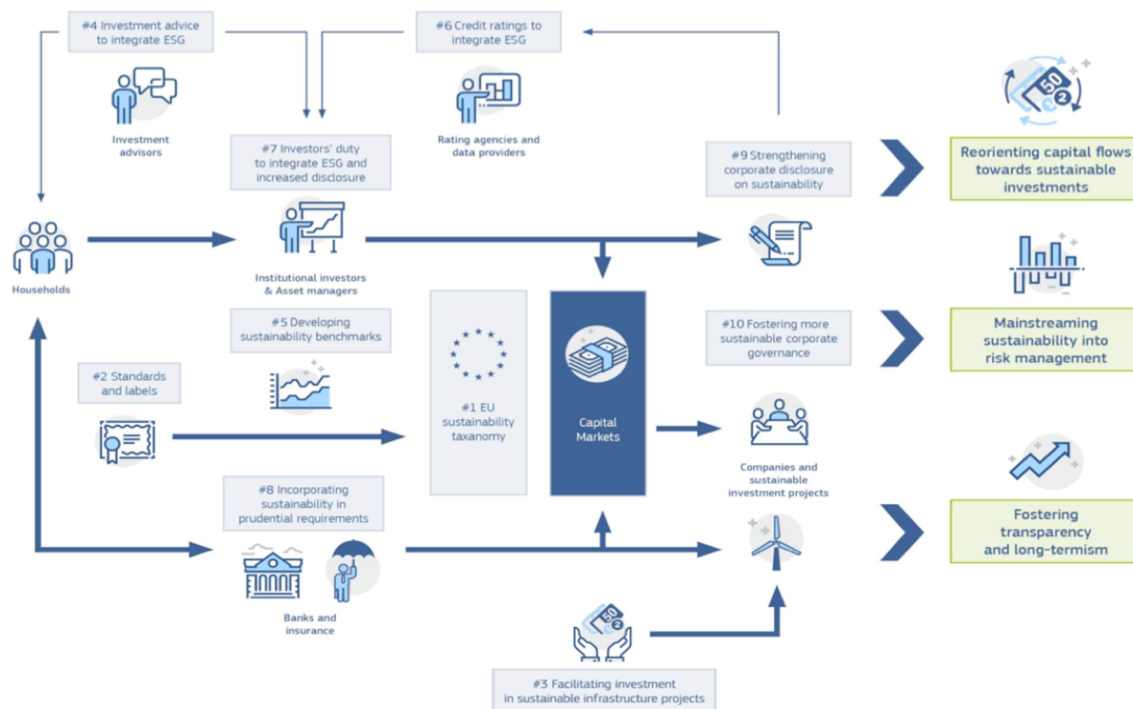 #4 Investment advice
to integrate ESG
#6 Credit ratings to
integrate ESG
Investment
advisors
Rating agencies and
data providers
#7 Investors' duty
to integrate ESG and
increased disclosure
#9 Strengthening
corporate disclosure
on sustainability
50
2
Reorienting capital flows
towards sustainable
investments
Households
Institutional investors
& Asset managers
#5 Developing
sustainability benchmarks
#10 Fostering more
sustainable corporate
governance
Mainstreaming
sustainability into
risk management
#2 Standards
and labels
#1 EU
sustainability
taxanomy
Capital
Markets
Companies and
sustainable
investment projects
#8 Incorporating
sustainability in
prudential requirements
Fostering
transparency
and long-termism
Banks and
insurance
50
2
#3 Facilitating investment
in sustainable infrastructure projects